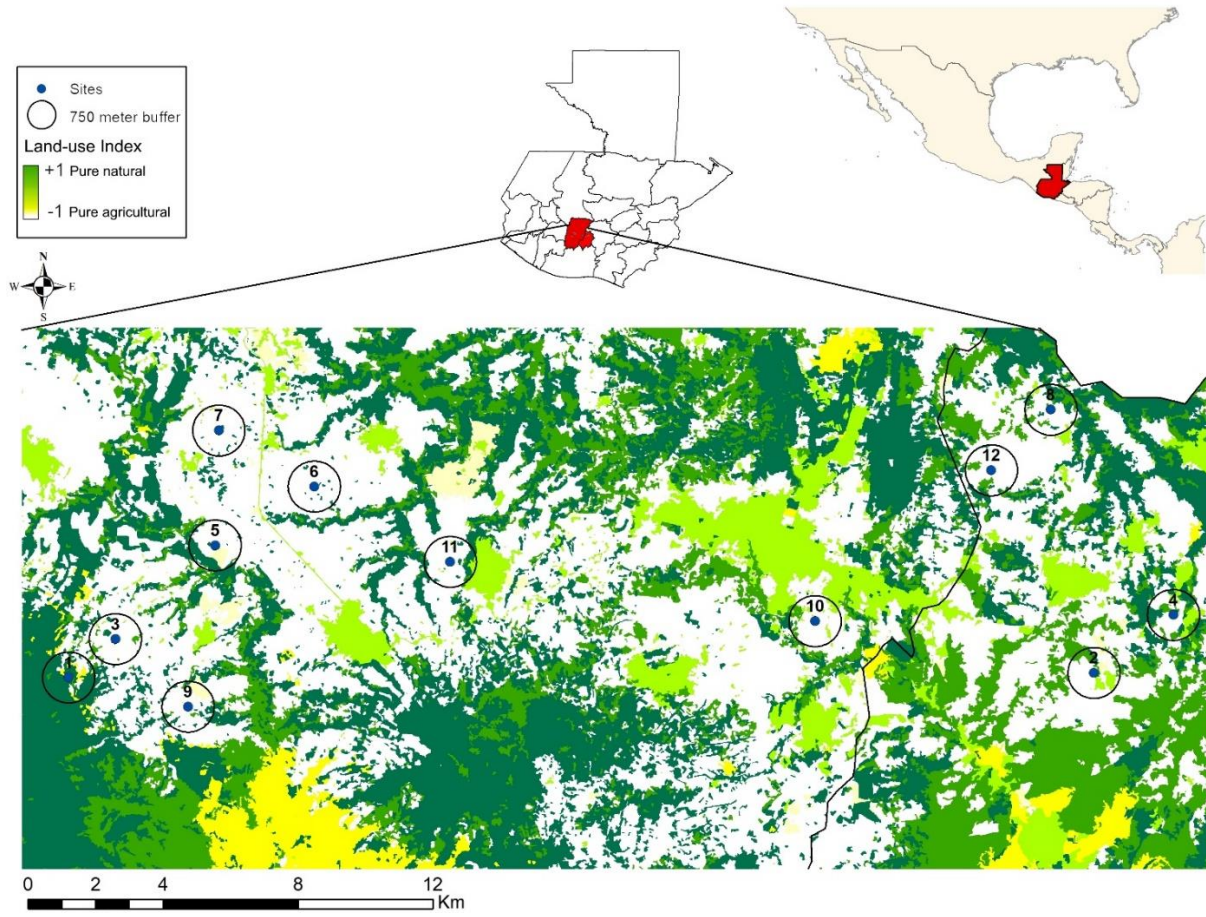 Sites
750 meter buffer
Land-use Index
+1 Pure natural
-1 Pure agricultural
N
W E
S
8
7
12
6
5
11
4
10
3
1
2
9
0 2 4 8 12
Km